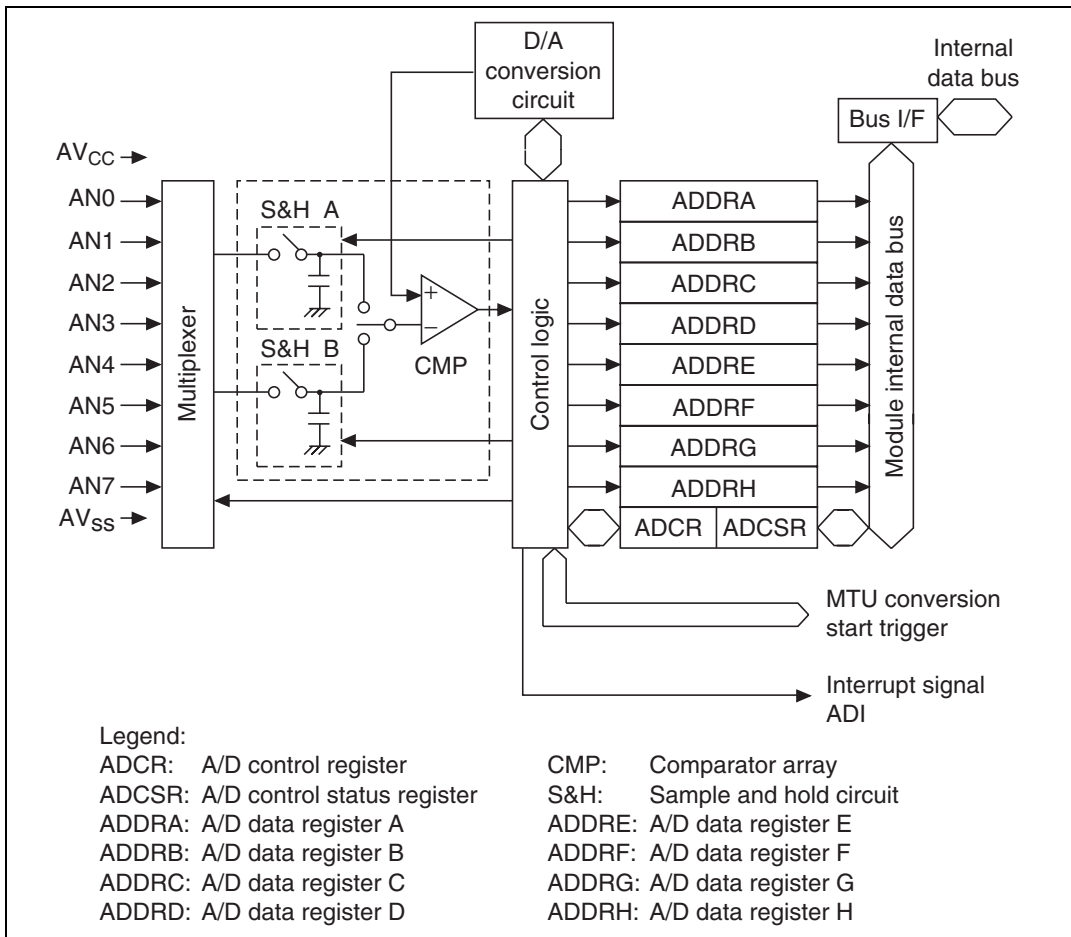 D/A
conversion
circuit
Internal
data bus
Bus I/F
AVCC
AN0
AN1
AN2
AN3
AN4
AN5
AN6
AN7
AVSS
Multiplexer
S&H A
S&H B
+
−
CMP
Control logic
ADDRA
ADDRB
ADDRC
ADDRD
ADDRE
ADDRF
ADDRG
ADDRH
ADCR
ADCSR
Module internal data bus
MTU conversion
start trigger
Interrupt signal
ADI
Legend:
ADCR: A/D control register
ADCSR: A/D control status register
ADDRA: A/D data register A
ADDRB: A/D data register B
ADDRC: A/D data register C
ADDRD: A/D data register D
CMP: Comparator array
S&H: Sample and hold circuit
ADDRE: A/D data register E
ADDRF: A/D data register F
ADDRG: A/D data register G
ADDRH: A/D data register H